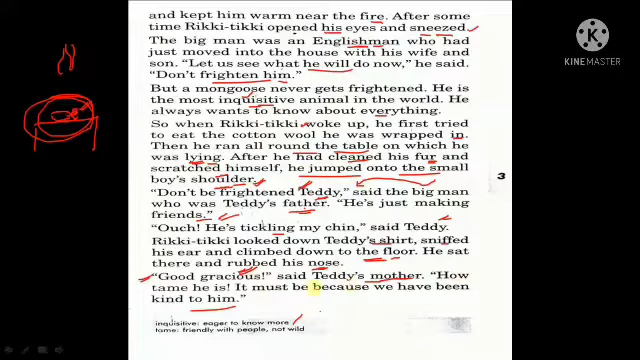 and kept him warm near the fire. After some
time Rikki-tikki opened his eyes and sneezed.
The big man was an Englishman who had
just moved into the house with his wife and
son. "Let us see what he will do now," he said.
"Don't frighten him."
But a mongoose never gets frightened. He is
the most inquisitive animal in the world. He
always wants to know about everything.
So when Rikki-tikki woke up, he first tried
to eat the cotton wool he was wrapped in.
Then he ran all round the table on which he
was lying. After he had cleaned his fur and
scratched himself, he jumped onto the small
boy's shoulder.
"Don't be frightened Teddy," said the big man
who was Teddy's father. "He's just making
friends."
"Ouch! He's tickling my chin," said Teddy.
Rikki-tikki looked down Teddy's shirt, sniffed
his ear and climbed down to the floor. He sat
there and rubbed his nose.
"Good gracious!" said Teddy's mother. "How
tame he is! It must be because we have been
kind to him."
inquisitive: eager to know more
tame: friendly with people, not wild
3
KINEMASTER